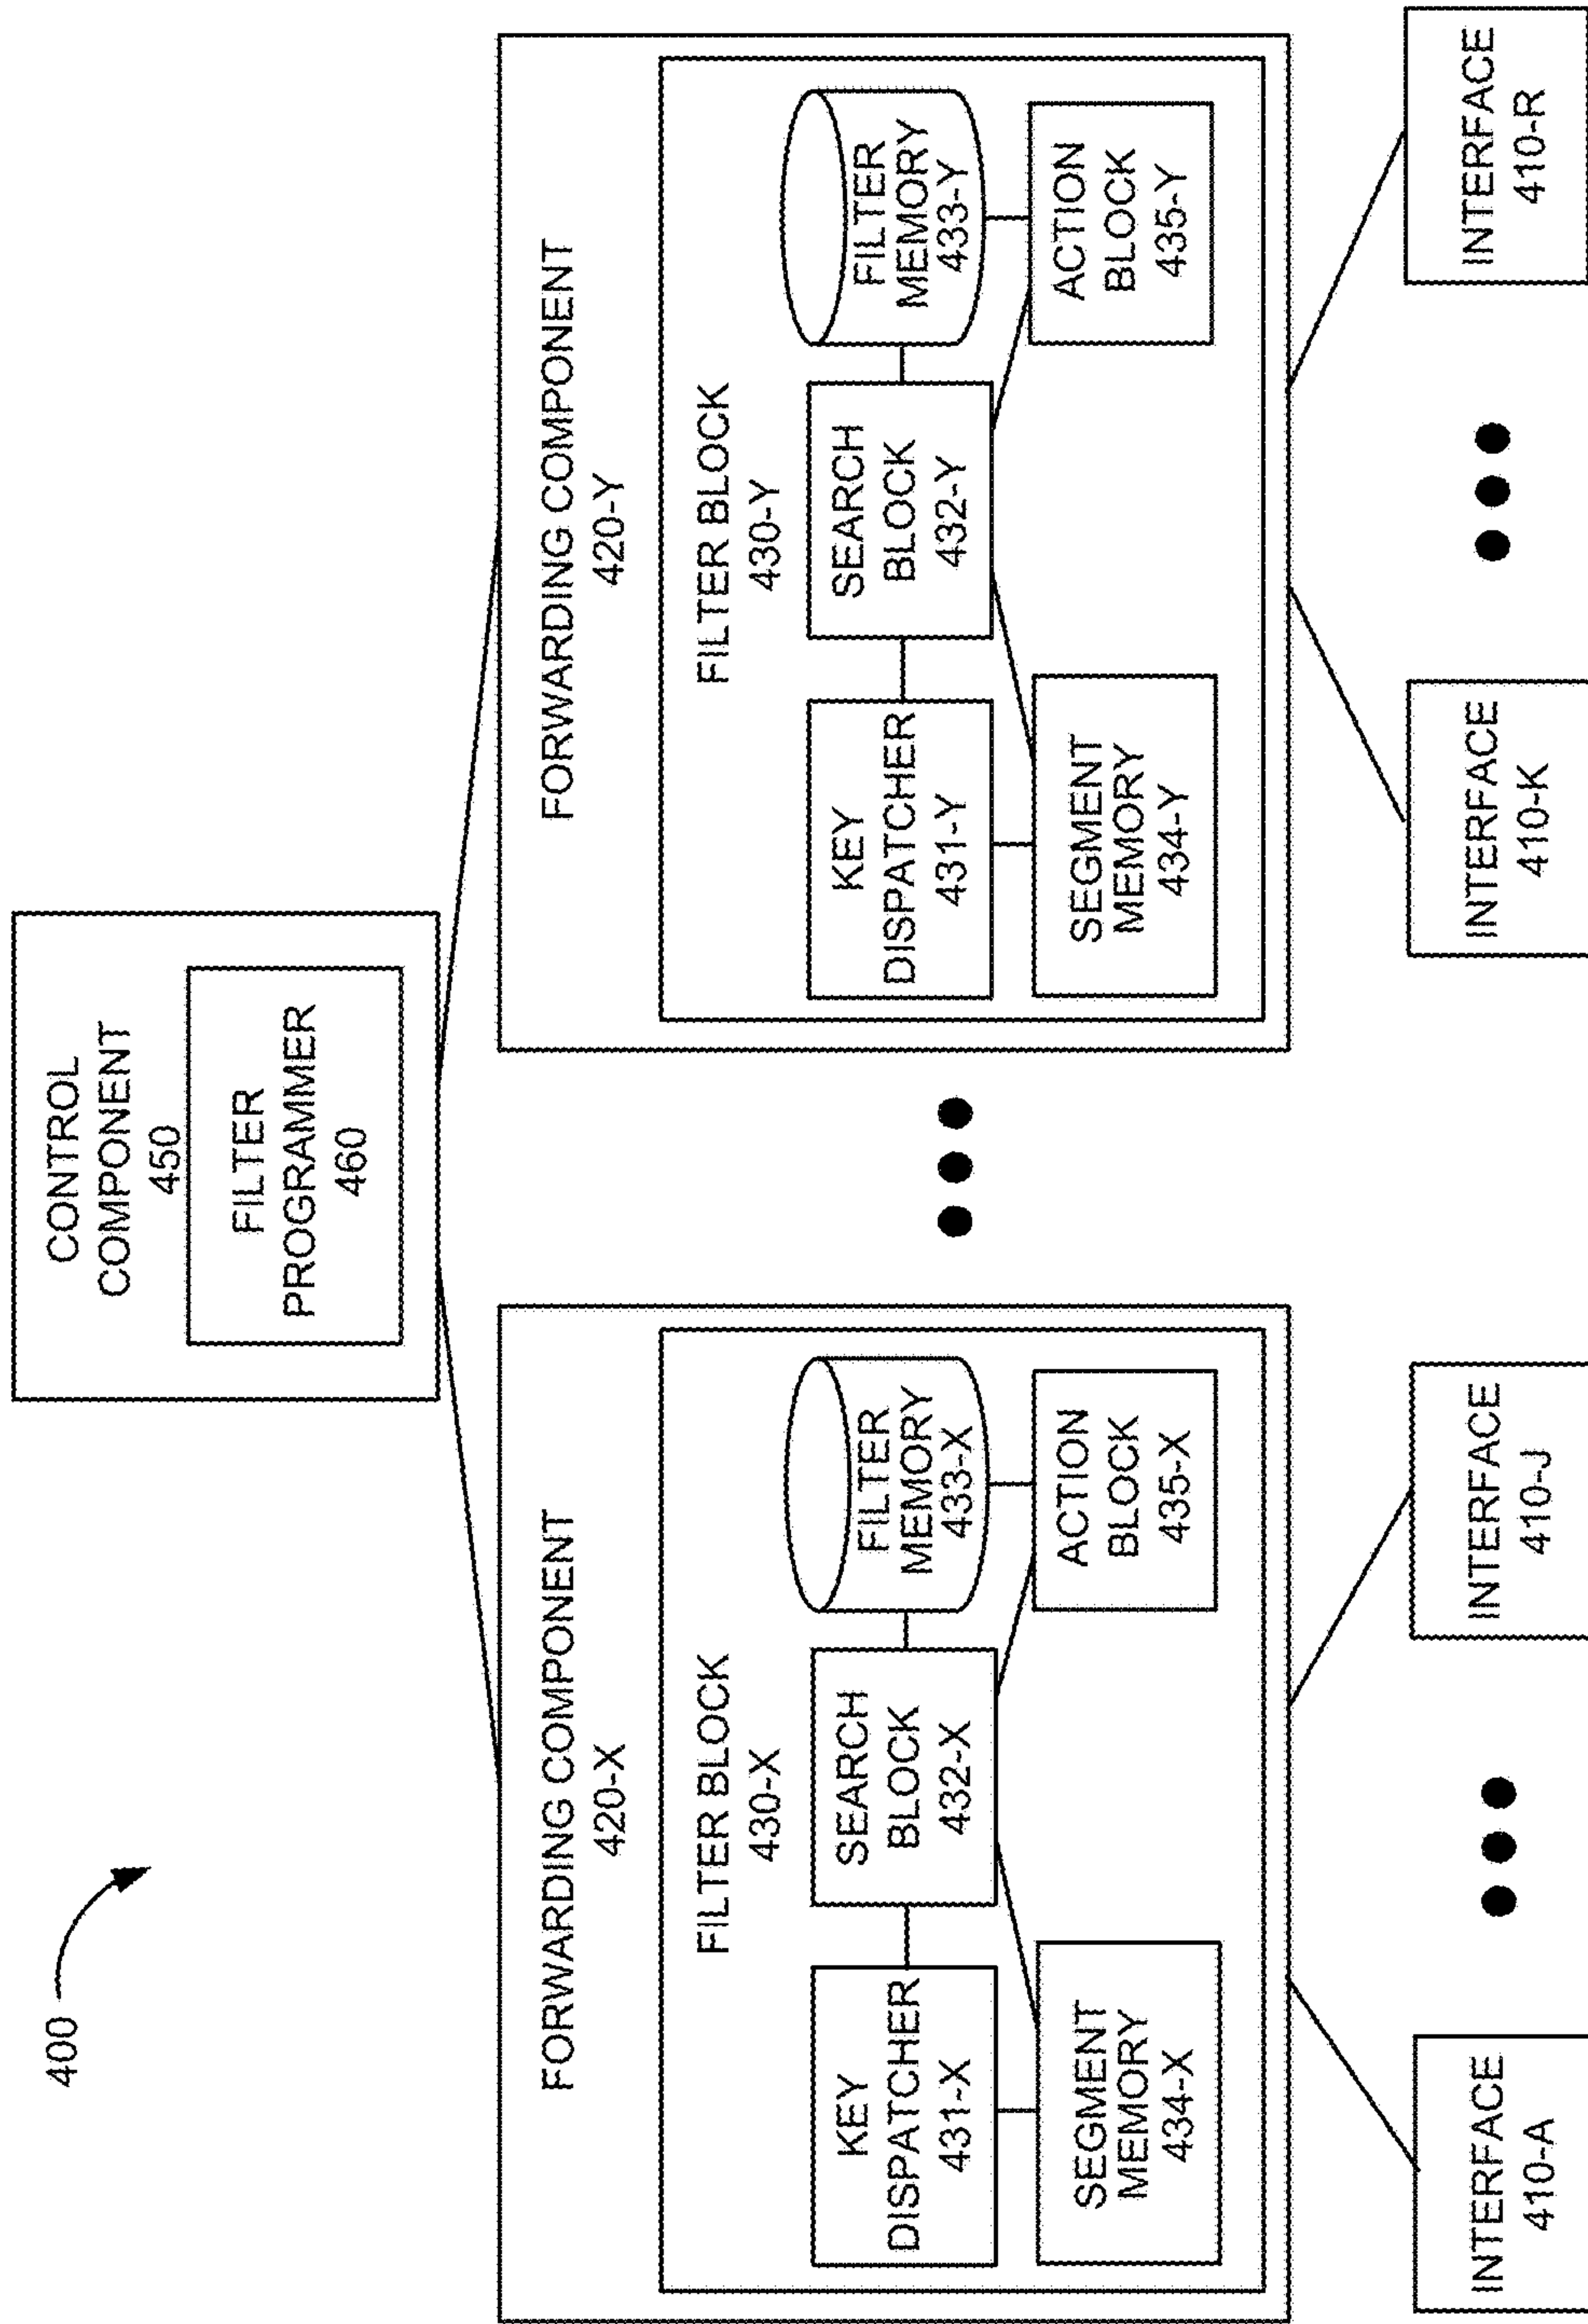 400
CONTROL
COMPONENT
450
FILTER
PROGRAMMER
460
FORWARDING COMPONENT
420-X
FILTER BLOCK
430-X
KEY
DISPATCHER
431-X
SEARCH
BLOCK
432-X
FILTER
MEMORY
433-X
SEGMENT
MEMORY
434-X
ACTION
BLOCK
435-X
FORWARDING COMPONENT
420-Y
FILTER BLOCK
430-Y
KEY
DISPATCHER
431-Y
SEARCH
BLOCK
432-Y
FILTER
MEMORY
433-Y
SEGMENT
MEMORY
434-Y
ACTION
BLOCK
435-Y
INTERFACE
410-A
INTERFACE
410-J
INTERFACE
410-K
INTERFACE
410-R